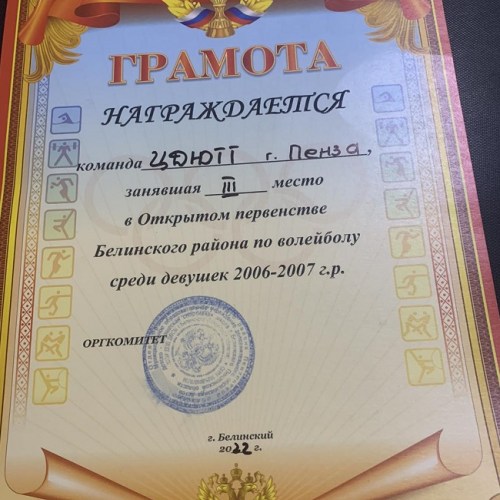 ГРАМОТА
НАГРАЖДАЕТСЯ
команда ЦДЮТТ г. Пенза,
занявшая III место
в Открытом первенстве
Белинского района по волейболу
среди девушек 2006-2007 г.р.
ОРГКОМИТЕТ
г. Белинский
2022 г.